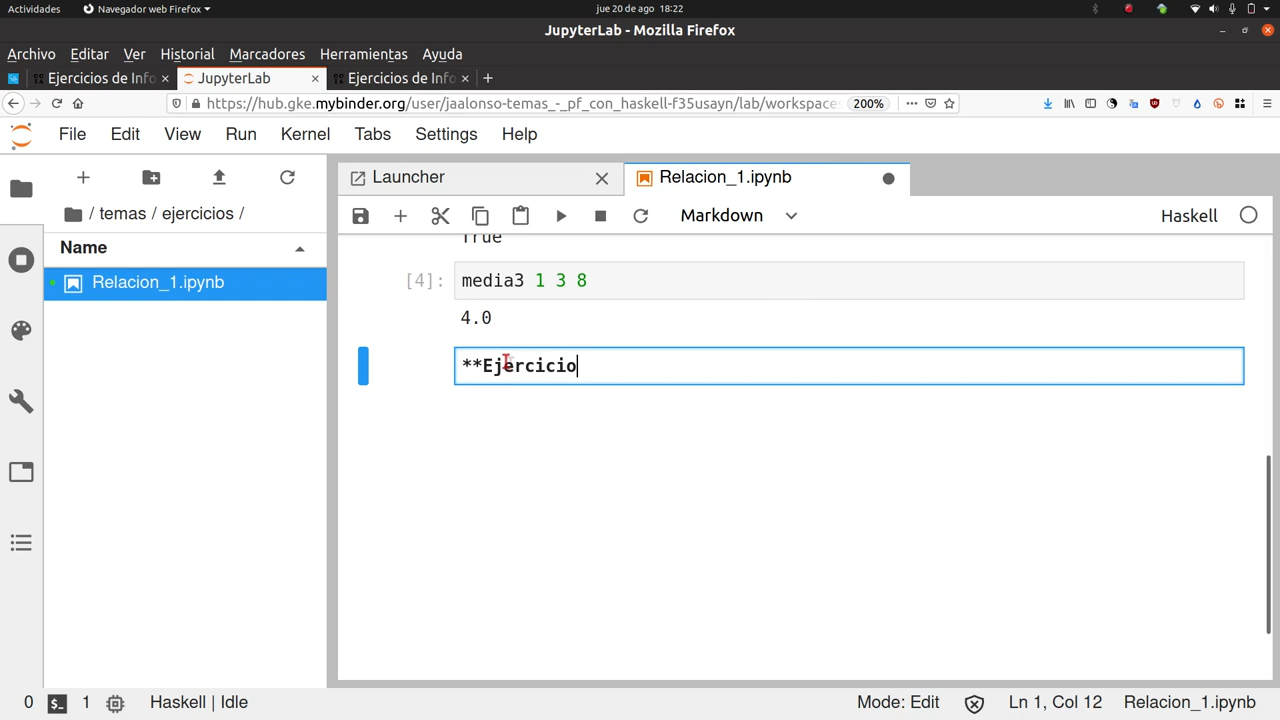 Actividades Navegador web Firefox jue 20 de ago 18:22
JupyterLab - Mozilla Firefox
Archivo Editar Ver Historial Marcadores Herramientas Ayuda
Ejercicios de Info × JupyterLab × Ejercicios de Info × +
https://hub.gke.mybinder.org/user/jaalonso-temas_-_pf_con_haskell-f35usayn/lab/workspace 200%
File Edit View Run Kernel Tabs Settings Help
Launcher Relacion_1.ipynb
/ temas / ejercicios /
Markdown Haskell
Name
True
Relacion_1.ipynb
[4]: media3 1 3 8
4.0
**Ejercicio
0 $_ 1 Haskell | Idle Mode: Edit Ln 1, Col 12 Relacion_1.ipynb